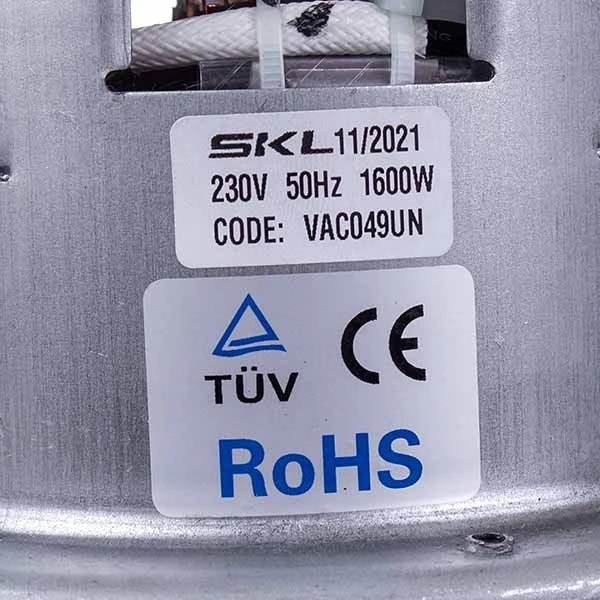 SKL 11/2021
230V 50Hz 1600W
CODE: VAC049UN
TÜV
CE
RoHS